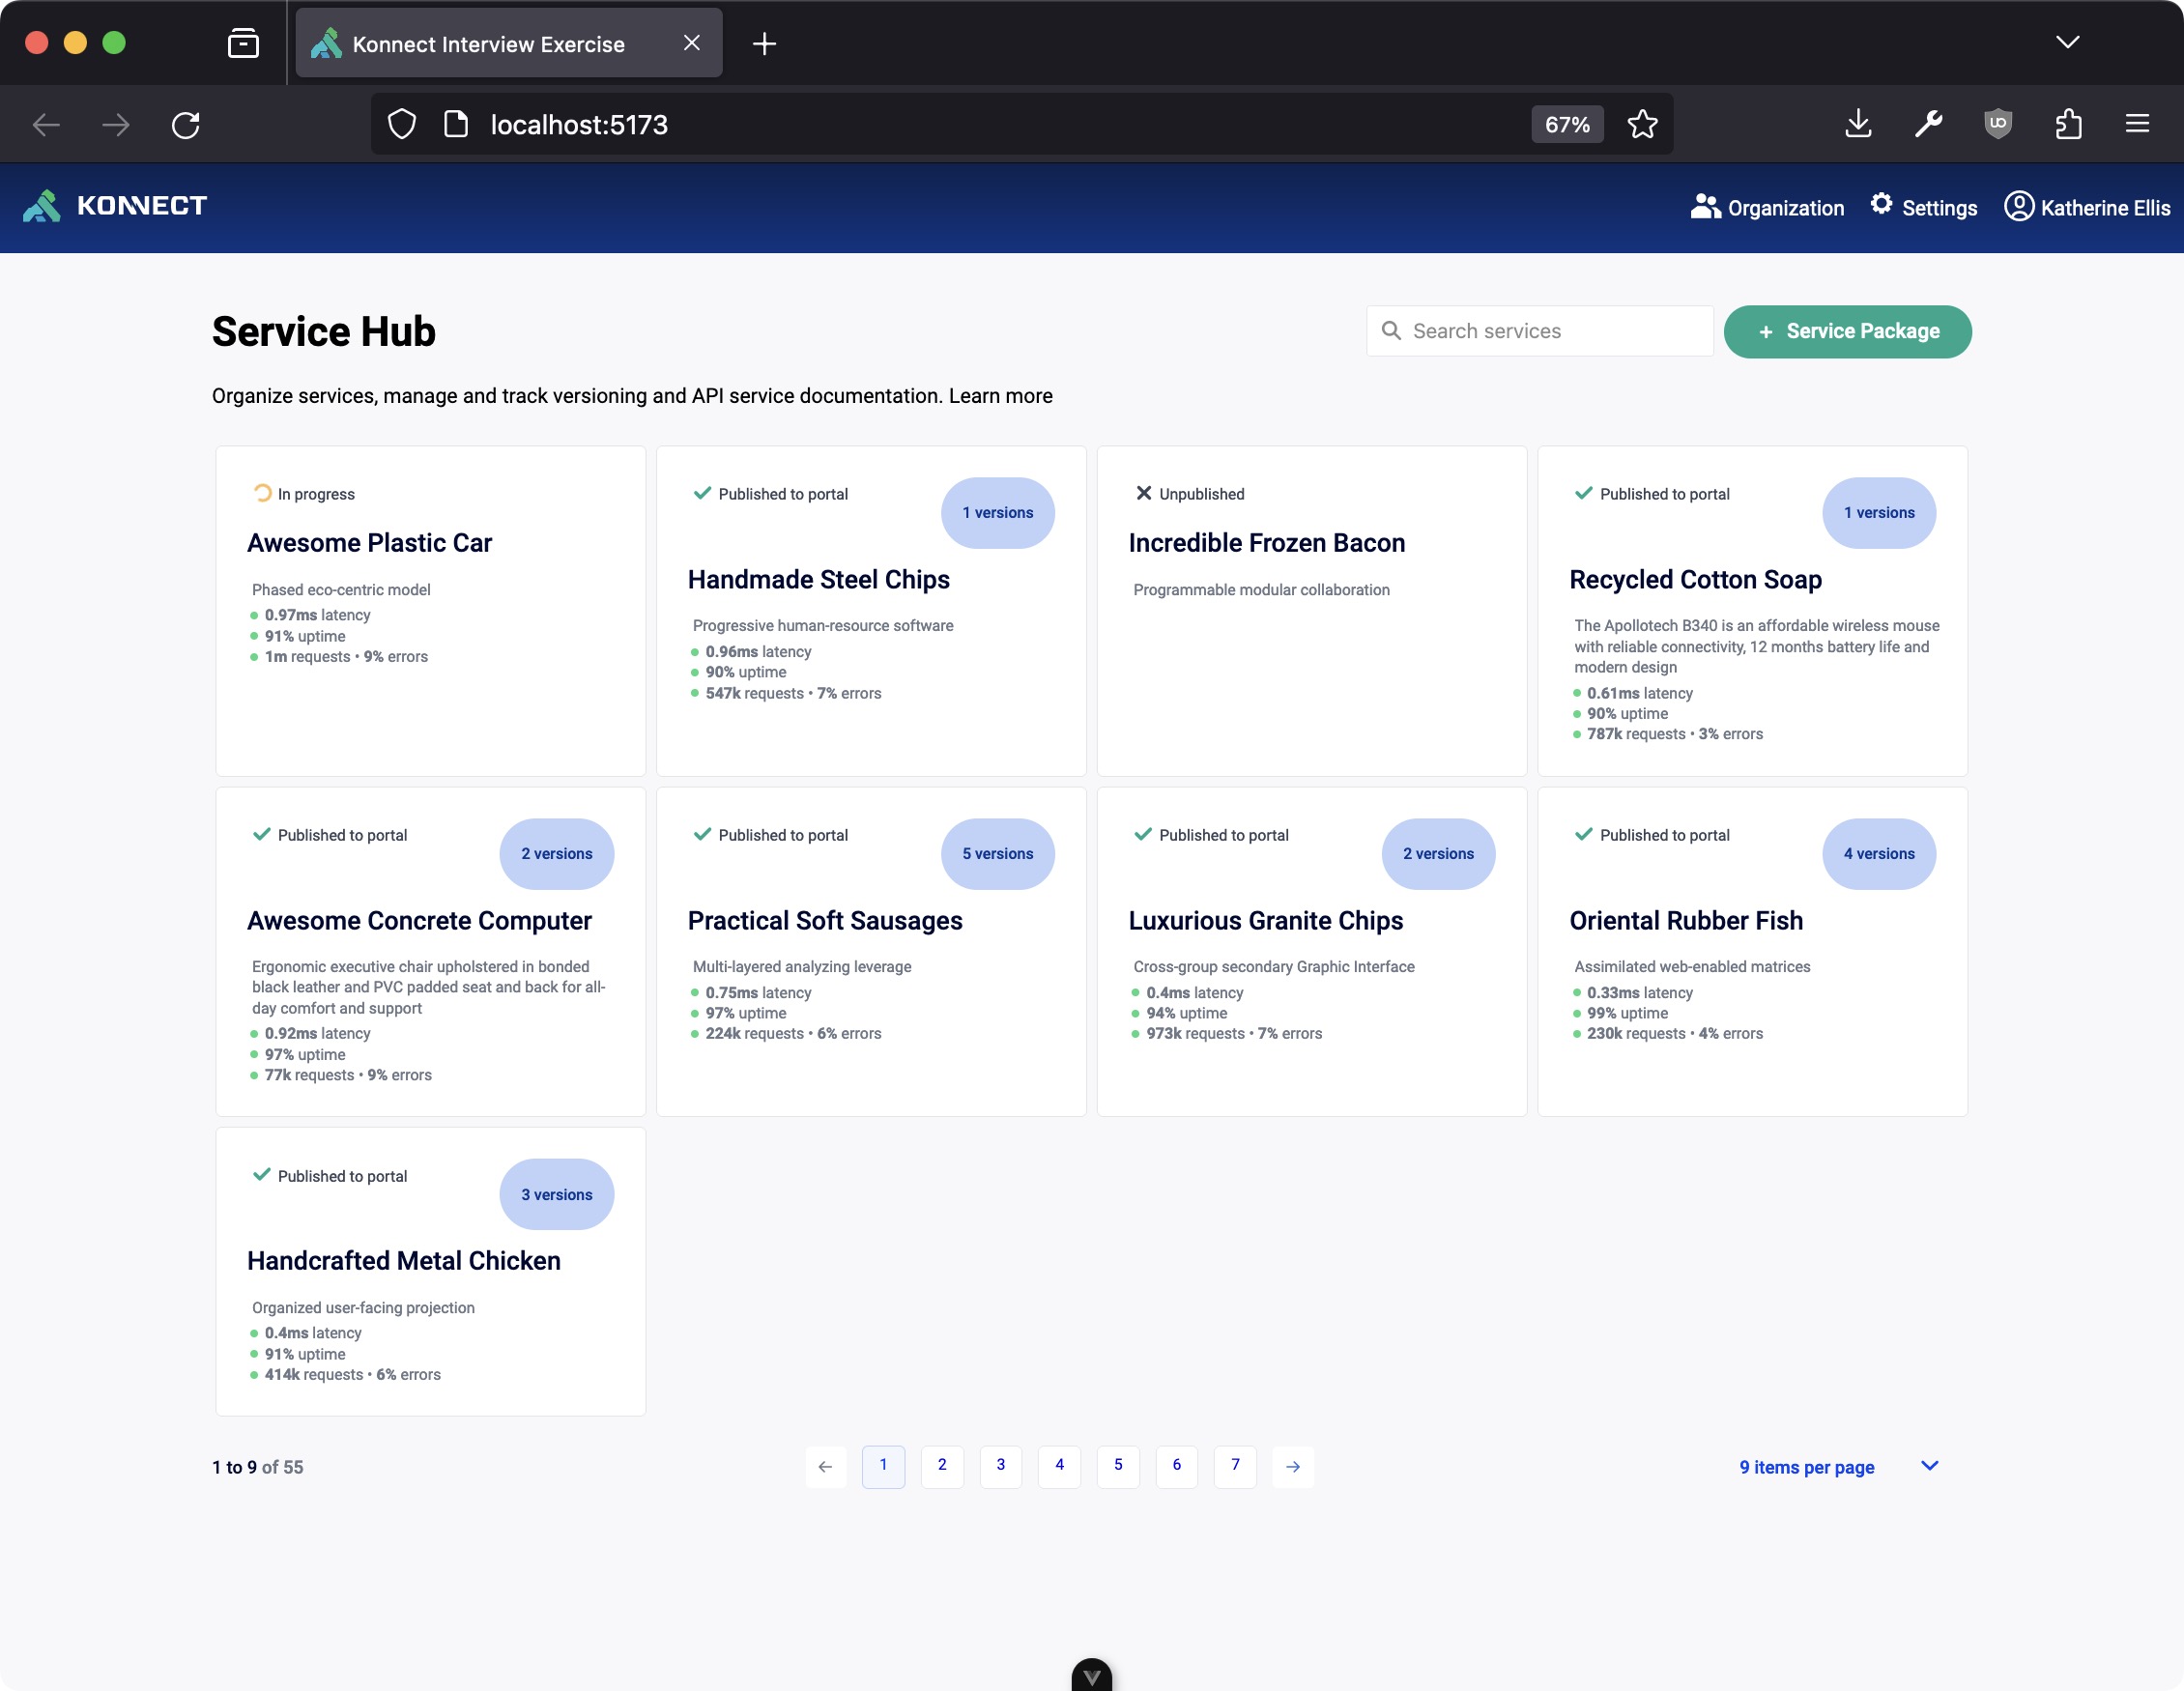 Konnect Interview Exercise
localhost:5173
67%
KONNECT
Organization
Settings
Katherine Ellis
Service Hub
Search services
+ Service Package
Organize services, manage and track versioning and API service documentation. Learn more
In progress
Awesome Plastic Car
Phased eco-centric model
0.97ms latency
91% uptime
1m requests • 9% errors
Published to portal
1 versions
Handmade Steel Chips
Progressive human-resource software
0.96ms latency
90% uptime
547k requests • 7% errors
Unpublished
Incredible Frozen Bacon
Programmable modular collaboration
Published to portal
1 versions
Recycled Cotton Soap
The Apollotech B340 is an affordable wireless mouse
with reliable connectivity, 12 months battery life and
modern design
0.61ms latency
90% uptime
787k requests • 3% errors
Published to portal
2 versions
Awesome Concrete Computer
Ergonomic executive chair upholstered in bonded
black leather and PVC padded seat and back for all-
day comfort and support
0.92ms latency
97% uptime
77k requests • 9% errors
Published to portal
5 versions
Practical Soft Sausages
Multi-layered analyzing leverage
0.75ms latency
97% uptime
224k requests • 6% errors
Published to portal
2 versions
Luxurious Granite Chips
Cross-group secondary Graphic Interface
0.4ms latency
94% uptime
973k requests • 7% errors
Published to portal
4 versions
Oriental Rubber Fish
Assimilated web-enabled matrices
0.33ms latency
99% uptime
230k requests • 4% errors
Published to portal
3 versions
Handcrafted Metal Chicken
Organized user-facing projection
0.4ms latency
91% uptime
414k requests • 6% errors
1 to 9 of 55
1 2 3 4 5 6 7
9 items per page